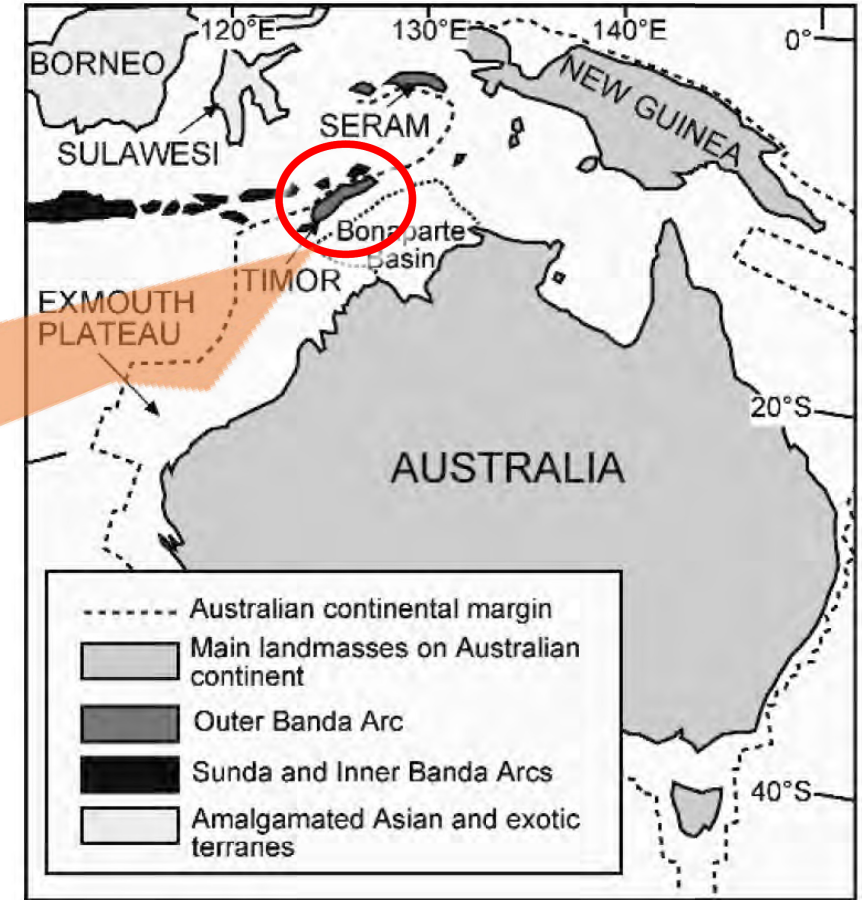 120°E
130°E
140°E
0°
BORNEO
NEW GUINEA
SERAM
SULAWESI
Bonaparte
Basin
TIMOR
EXMOUTH
PLATEAU
20°S
AUSTRALIA
Australian continental margin
Main landmasses on Australian
continent
Outer Banda Arc
Sunda and Inner Banda Arcs
40°S
Amalgamated Asian and exotic
terranes